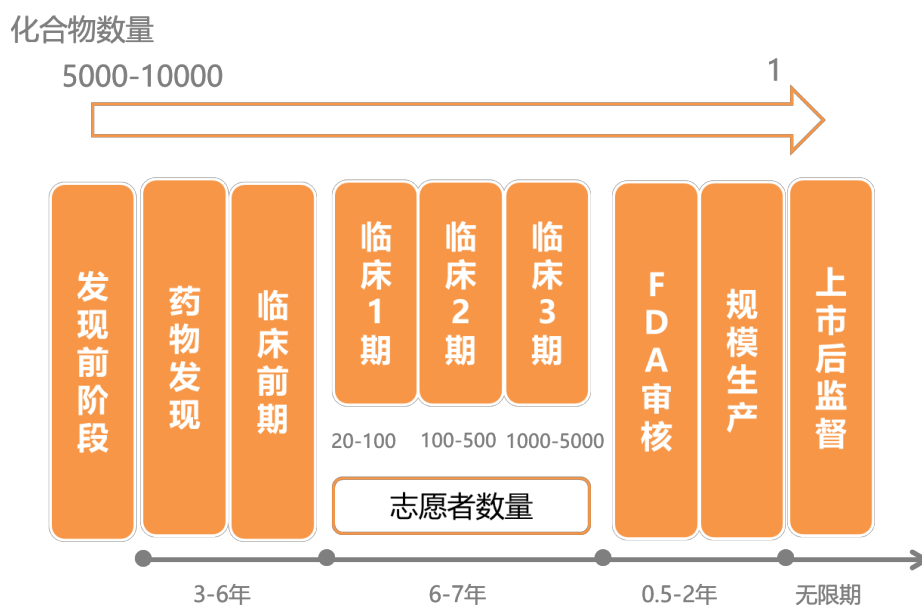 化合物数量
5000-10000
1
发现前阶段
药物发现
临床前期
临床1期
临床2期
临床3期
FDA审核
规模生产
上市后监督
20-100
100-500
1000-5000
志愿者数量
3-6年
6-7年
0.5-2年
无限期